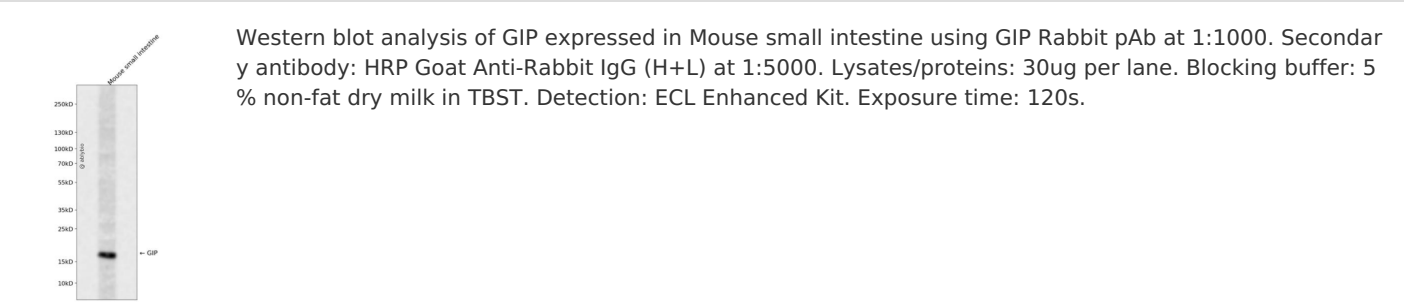 Mouse small intestine
Western blot analysis of GIP expressed in Mouse small intestine using GIP Rabbit pAb at 1:1000. Secondar
y antibody: HRP Goat Anti-Rabbit IgG (H+L) at 1:5000. Lysates/proteins: 30ug per lane. Blocking buffer: 5
% non-fat dry milk in TBST. Detection: ECL Enhanced Kit. Exposure time: 120s.
250kD
130kD
100kD
70kD
55kD
35kD
25kD
← GIP
15kD
10kD